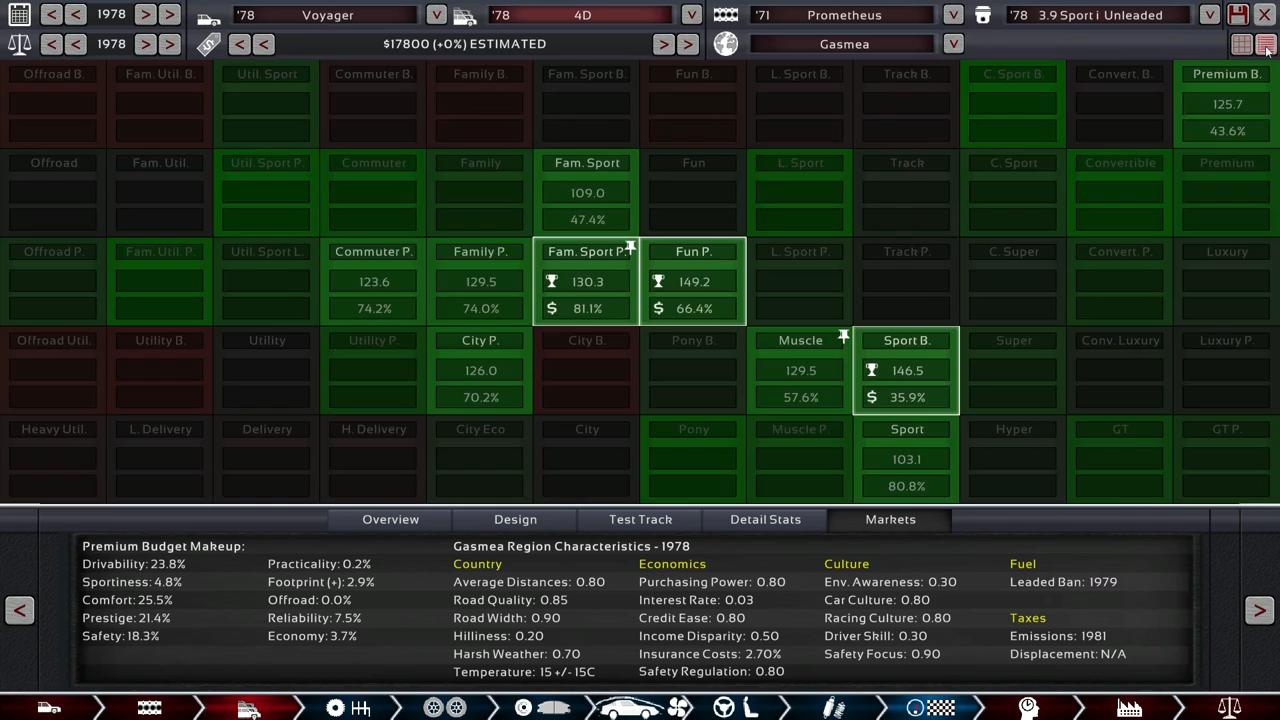 1978 '78 Voyager '78 4D '71 Prometheus '78 3.9 Sport i Unleaded
1978 $17800 (+0%) ESTIMATED Gasmea
Offroad B. Fam. Util. B. Util. Sport Commuter B. Family B. Fam. Sport B. Fun B. L. Sport B. Track B. C. Sport B. Convert. B. Premium B.
125.7
43.6%
Offroad Fam. Util. Util. Sport P. Commuter Family Fam. Sport Fun L. Sport Track C. Sport Convertible Premium
109.0
47.4%
Offroad P. Fam. Util. P. Util. Sport L. Commuter P. Family P. Fam. Sport P. Fun P. L. Sport P. Track P. C. Super Convert. P. Luxury
123.6 129.5 130.3 149.2
74.2% 74.0% $ 81.1% $ 66.4%
Offroad Util. Utility B. Utility Utility P. City P. City B. Pony B. Muscle Sport B. Super Conv. Luxury Luxury P.
126.0 129.5 146.5
70.2% 57.6% $ 35.9%
Heavy Util. L. Delivery Delivery H. Delivery City Eco City Pony Muscle P. Sport Hyper GT GT P.
103.1
80.8%
Overview Design Test Track Detail Stats Markets
Premium Budget Makeup: Gasmea Region Characteristics - 1978
Drivability: 23.8% Practicality: 0.2% Country Economics Culture Fuel
Sportiness: 4.8% Footprint (+): 2.9% Average Distances: 0.80 Purchasing Power: 0.80 Env. Awareness: 0.30 Leaded Ban: 1979
Comfort: 25.5% Offroad: 0.0% Road Quality: 0.85 Interest Rate: 0.03 Car Culture: 0.80
Prestige: 21.4% Reliability: 7.5% Road Width: 0.90 Credit Ease: 0.80 Racing Culture: 0.80 Taxes
Safety: 18.3% Economy: 3.7% Hilliness: 0.20 Income Disparity: 0.50 Driver Skill: 0.30 Emissions: 1981
Harsh Weather: 0.70 Insurance Costs: 2.70% Safety Focus: 0.90 Displacement: N/A
Temperature: 15 +/- 15C Safety Regulation: 0.80